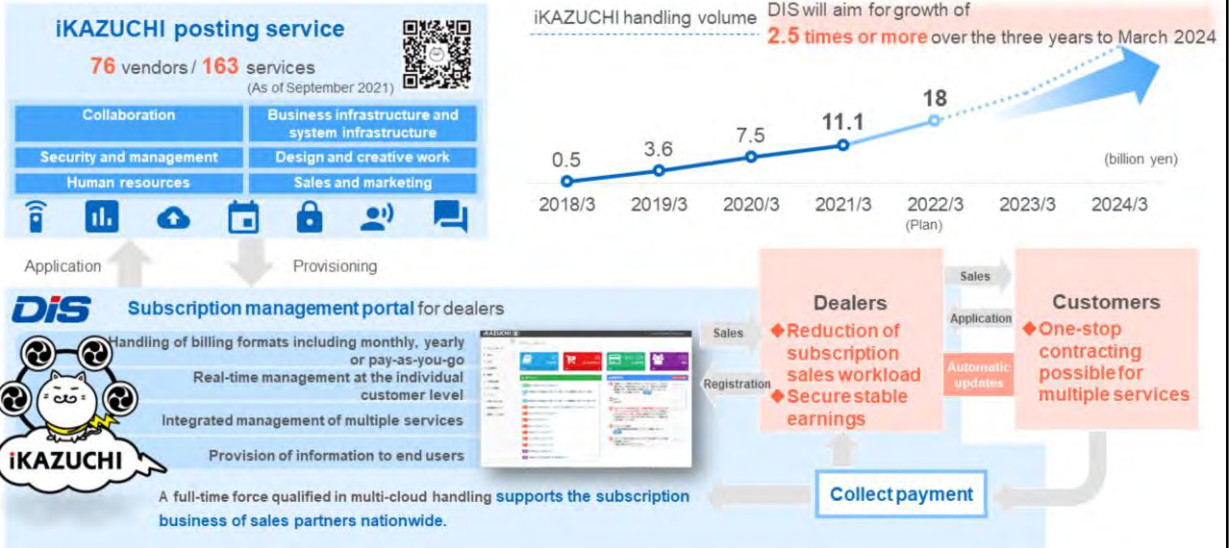 iKAZUCHI posting service
76 vendors / 163 services
(As of September 2021)
Collaboration
Business infrastructure and
system infrastructure
Security and management
Design and creative work
Human resources
Sales and marketing
iKAZUCHI handling volume
DIS will aim for growth of
2.5 times or more over the three years to March 2024
0.5
3.6
7.5
11.1
18
(billion yen)
2018/3
2019/3
2020/3
2021/3
2022/3
2023/3
2024/3
(Plan)
Application
Provisioning
DiS
Subscription management portal for dealers
Handling of billing formats including monthly, yearly
or pay-as-you-go
Real-time management at the individual
customer level
Integrated management of multiple services
Provision of information to end users
iKAZUCHI
A full-time force qualified in multi-cloud handling supports the subscription
business of sales partners nationwide.
iKAZUCHI
Sales
Registration
Dealers
◆Reduction of
subscription
sales workload
◆Secure stable
earnings
Sales
Application
Automatic
updates
Customers
◆One-stop
contracting
possible for
multiple services
Collect payment